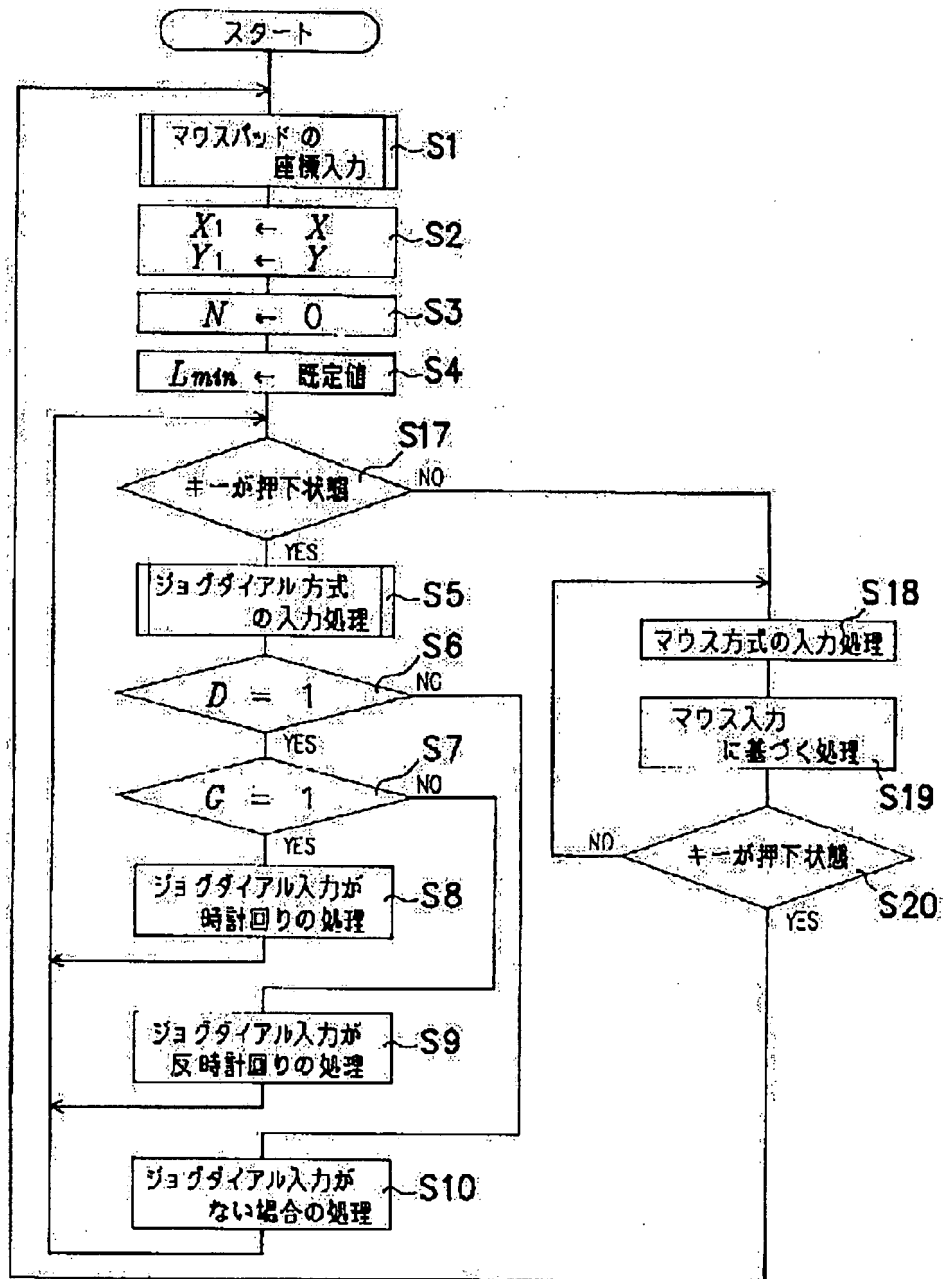 スタート
マウスパッドの
座標入力
S1
X1 ← X
Y1 ← Y
S2
N ← 0
S3
Lmin ← 既定値
S4
S17
キーが押下状態
NO
YES
ジョグダイアル方式
の入力処理
S5
S6
D = 1
NO
YES
S7
G = 1
NO
YES
ジョグダイアル入力が
時計回りの処理
S8
ジョグダイアル入力が
反時計回りの処理
S9
ジョグダイアル入力が
ない場合の処理
S10
S18
マウス方式の入力処理
マウス入力
に基づく処理
S19
NO
キーが押下状態
S20
YES